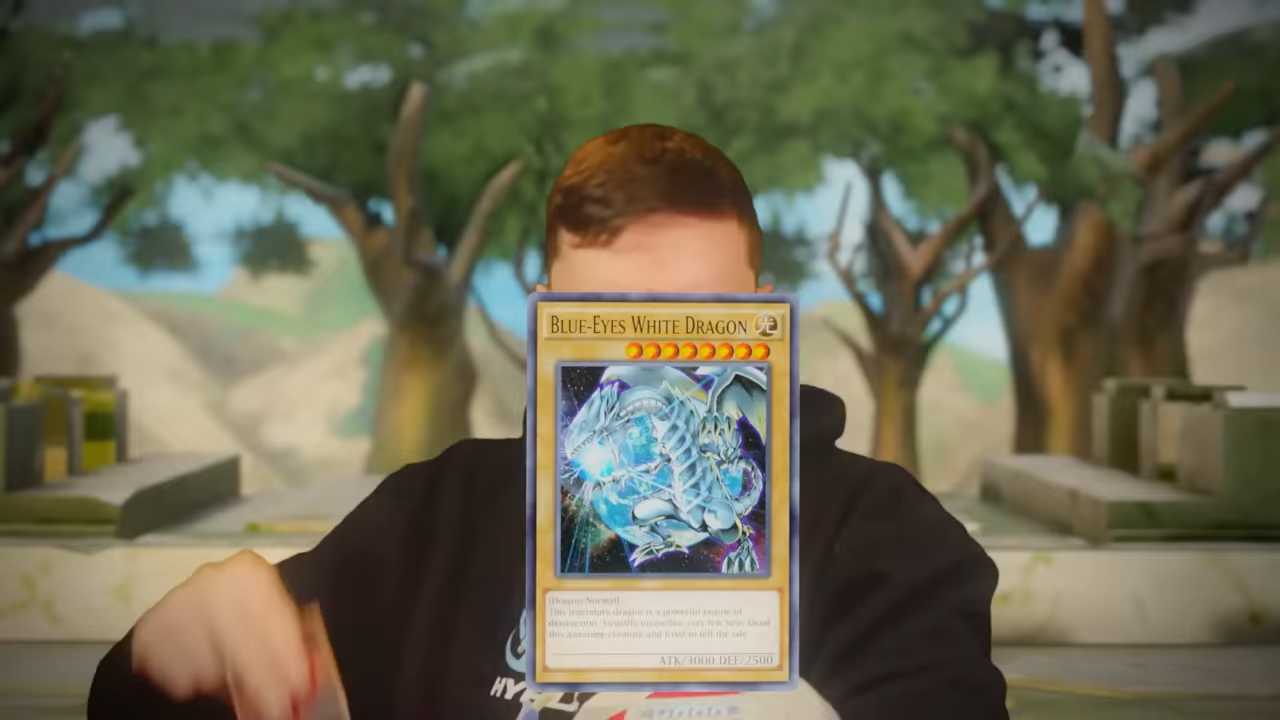 BLUE-EYES WHITE DRAGON 光
[Dragon/Normal]
This legendary dragon is a powerful engine of
destruction. Virtually invincible, very few have faced
this awesome creature and lived to tell the tale.
ATK/3000 DEF/2500